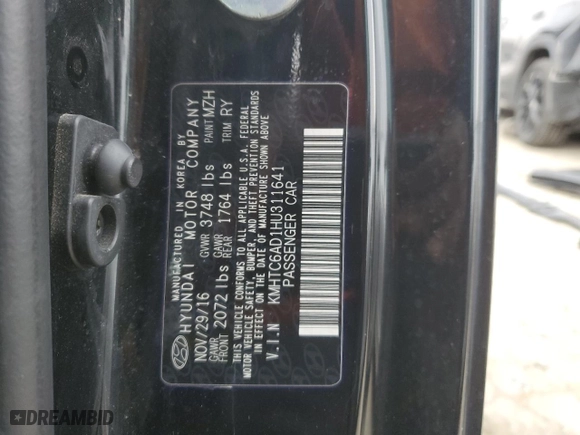 MANUFACTURED IN KOREA BY
HYUNDAI MOTOR COMPANY
NOV/29/16 GVWR 3748 lbs PAINT MZH
GAWR FRONT 2072 lbs GAWR REAR 1764 lbs TRIM RY
THIS VEHICLE CONFORMS TO ALL APPLICABLE U.S.A. FEDERAL
MOTOR VEHICLE SAFETY, BUMPER, AND THEFT PREVENTION STANDARDS
IN EFFECT ON THE DATE OF MANUFACTURE SHOWN ABOVE
V.I.N KMHTC6AD1HU311641
PASSENGER CAR
DREAMBID